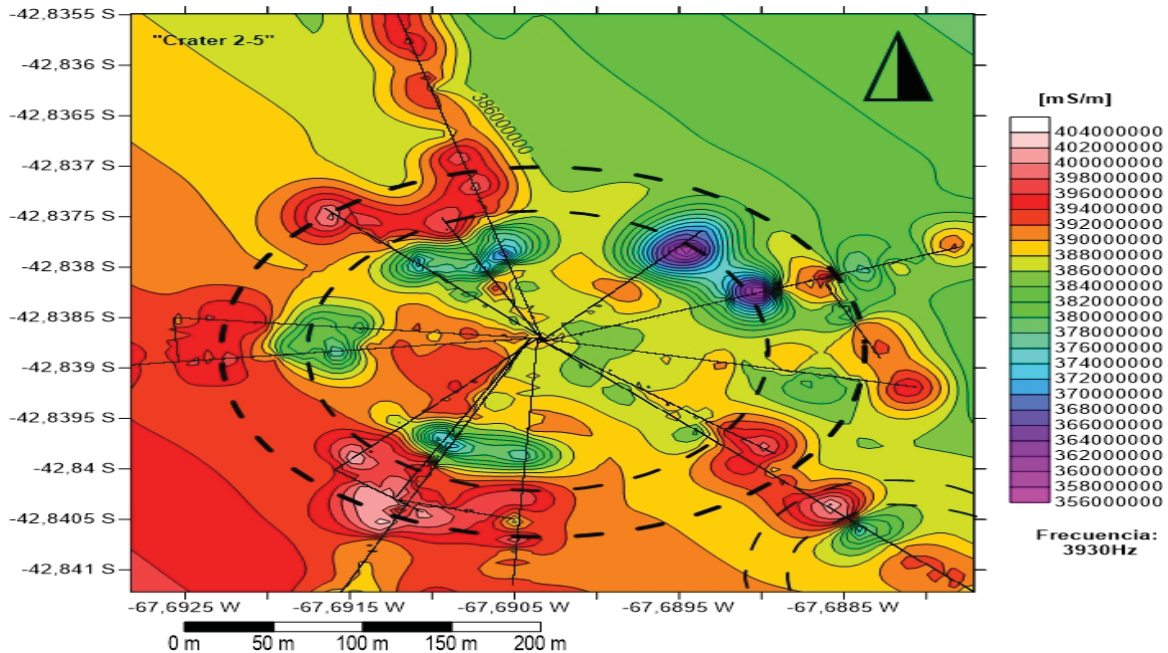 -42,8355 S
"Crater 2-5"
-42,836 S
-42,8365 S
-42,837 S
-42,8375 S
-42,838 S
-42,8385 S
-42,839 S
-42,8395 S
-42,84 S
-42,8405 S
-42,841 S
386000000
-67,6925 W
-67,6915 W
-67,6905 W
-67,6895 W
-67,6885 W
0 m
50 m
100 m
150 m
200 m
[mS/m]
404000000
402000000
400000000
398000000
396000000
394000000
392000000
390000000
388000000
386000000
384000000
382000000
380000000
378000000
376000000
374000000
372000000
370000000
368000000
366000000
364000000
362000000
360000000
358000000
356000000
Frecuencia:
3930Hz